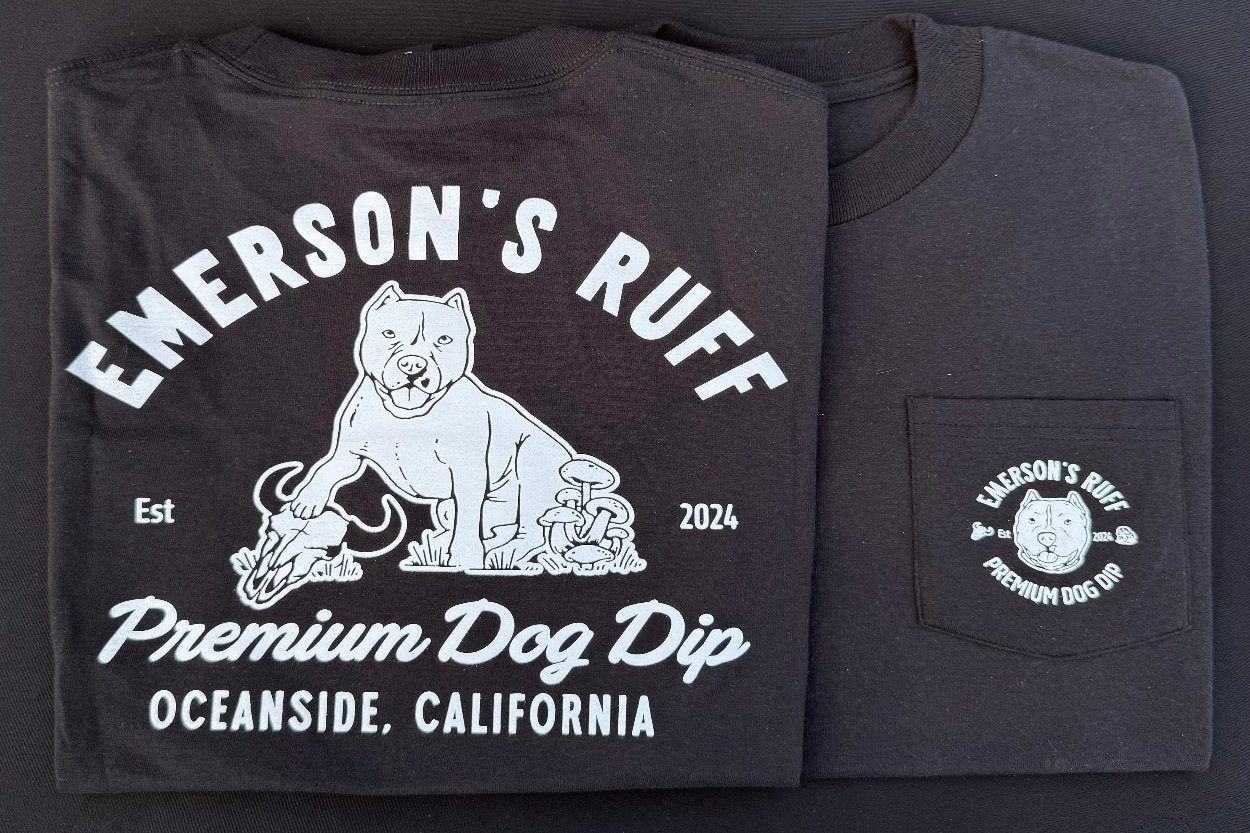 EMERSON'S RUFF
Est 2024
Premium Dog Dip
OCEANSIDE, CALIFORNIA
EMERSON'S RUFF
Est 2024
PREMIUM DOG DIP